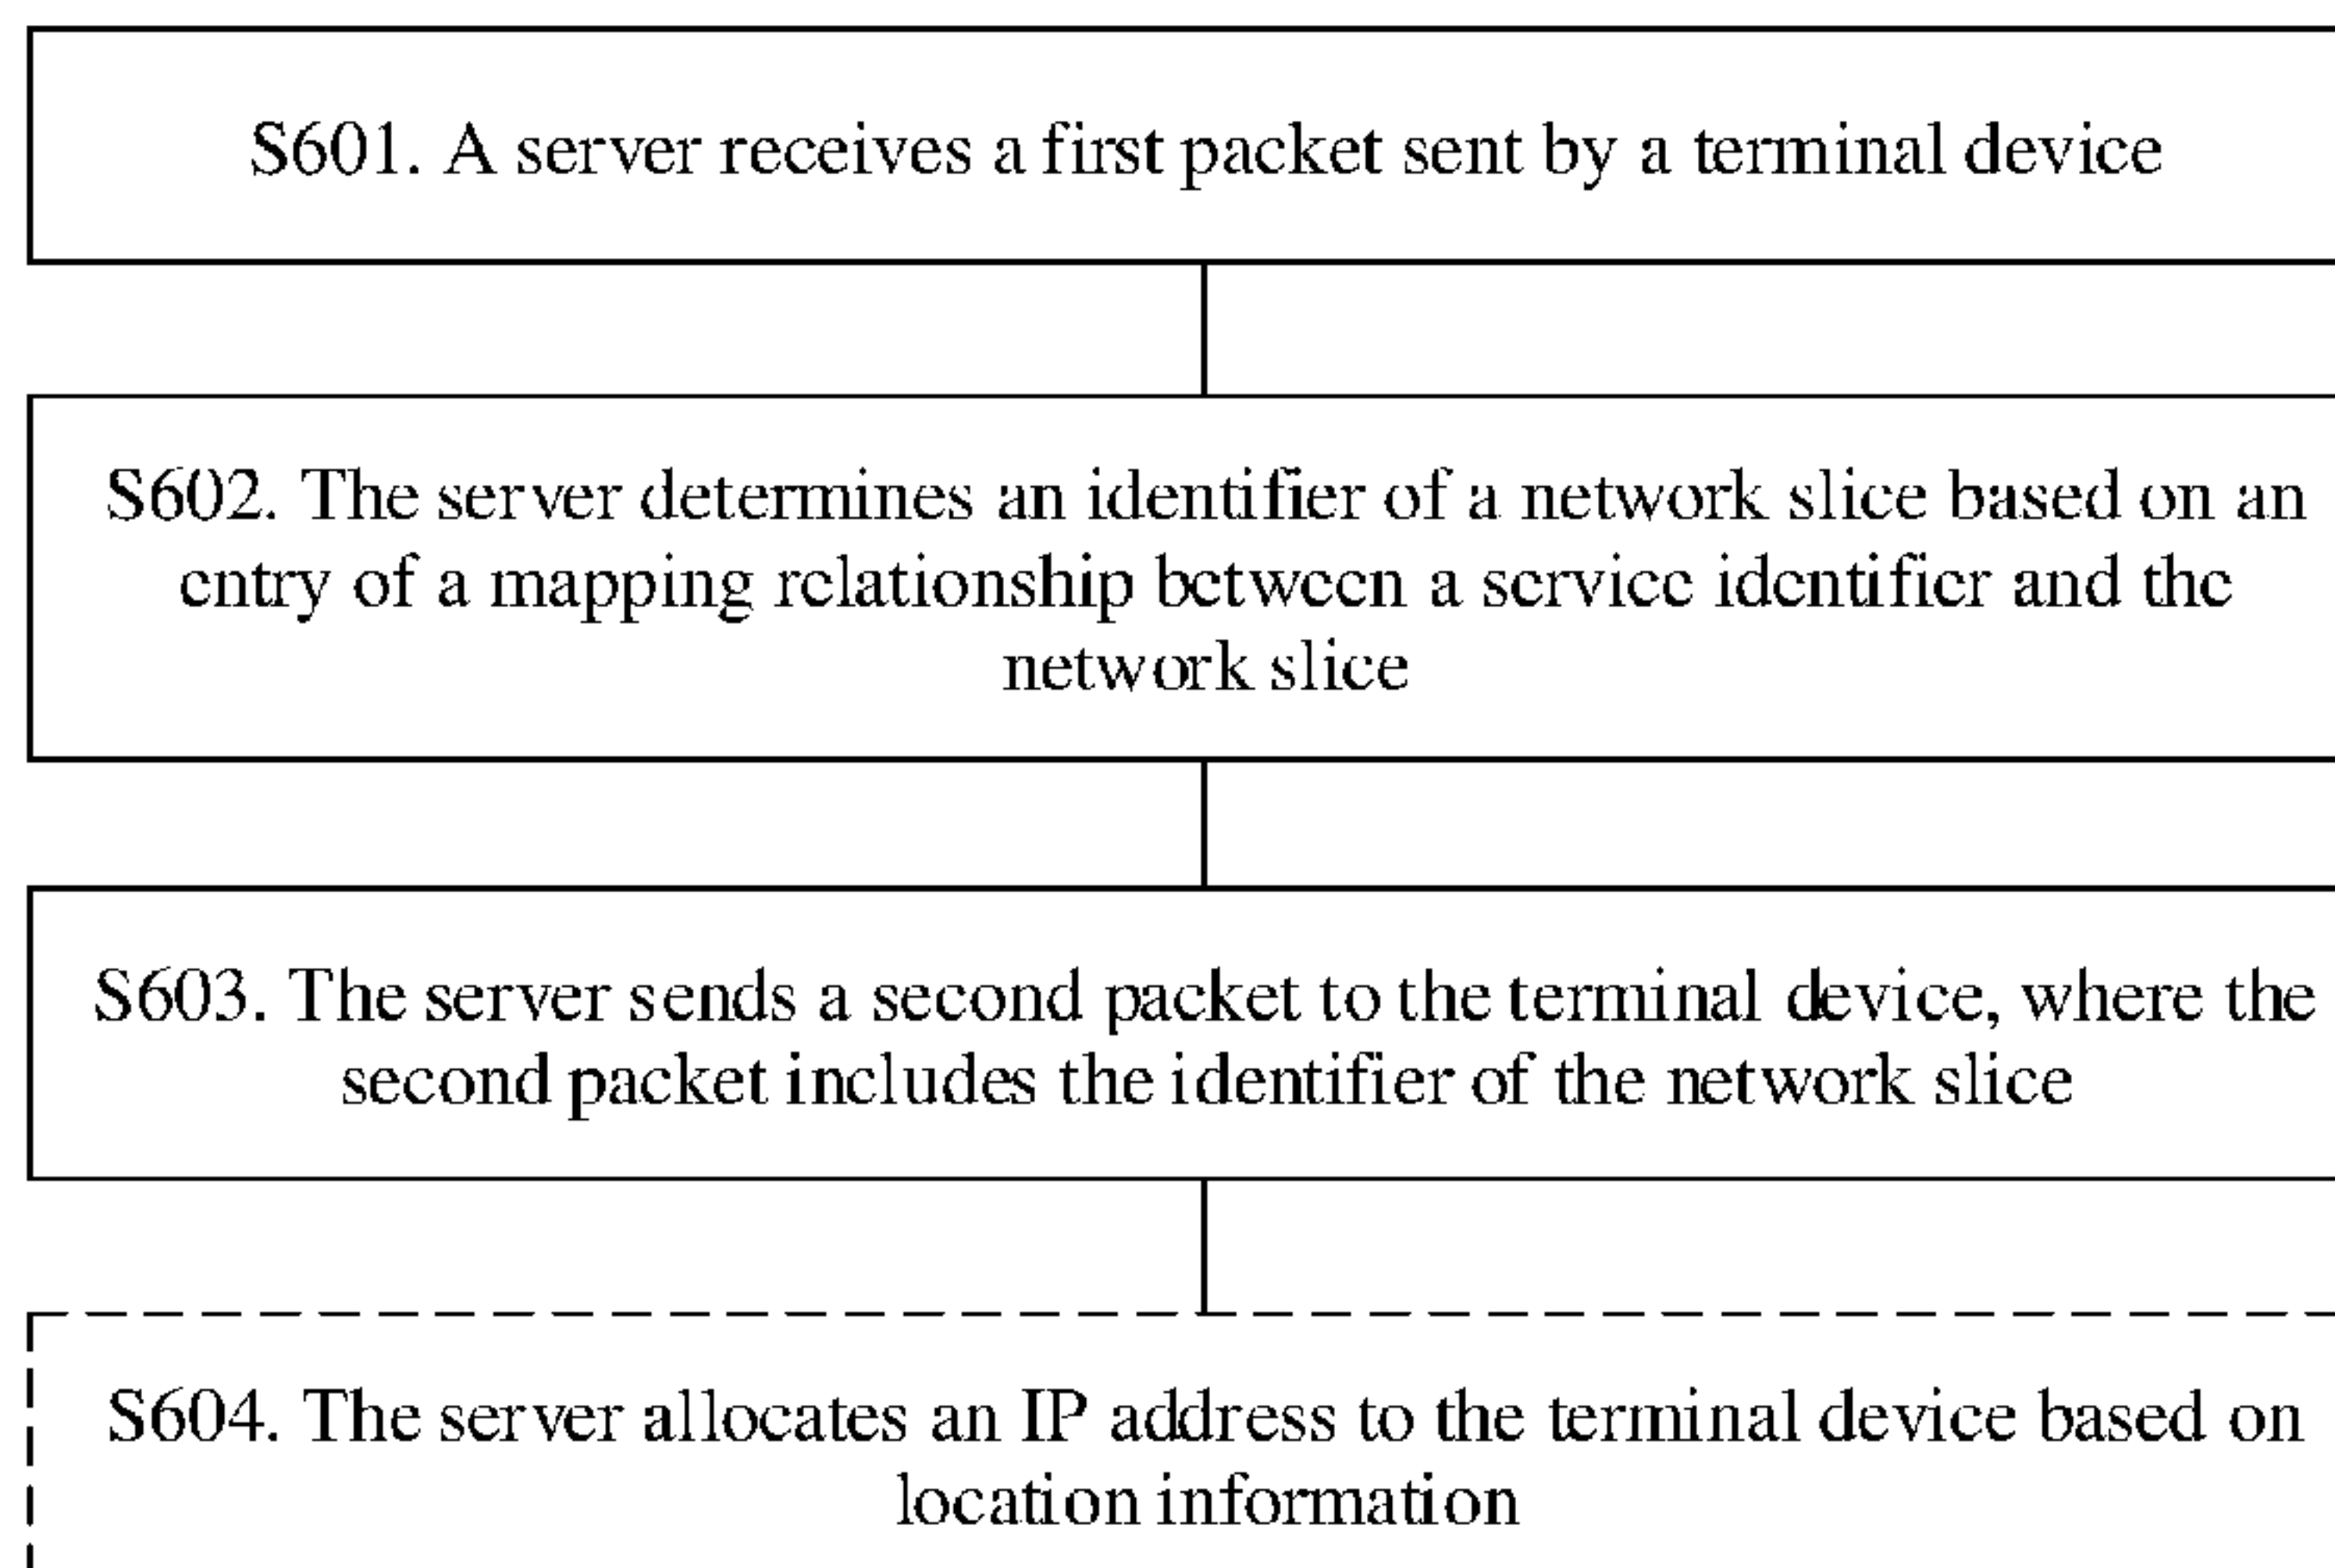 S601. A server receives a first packet sent by a terminal device
S602. The server determines an identifier of a network slice based on an
entry of a mapping relationship between a service identifier and the
network slice
S603. The server sends a second packet to the terminal device, where the
second packet includes the identifier of the network slice
S604. The server allocates an IP address to the terminal device based on
location information